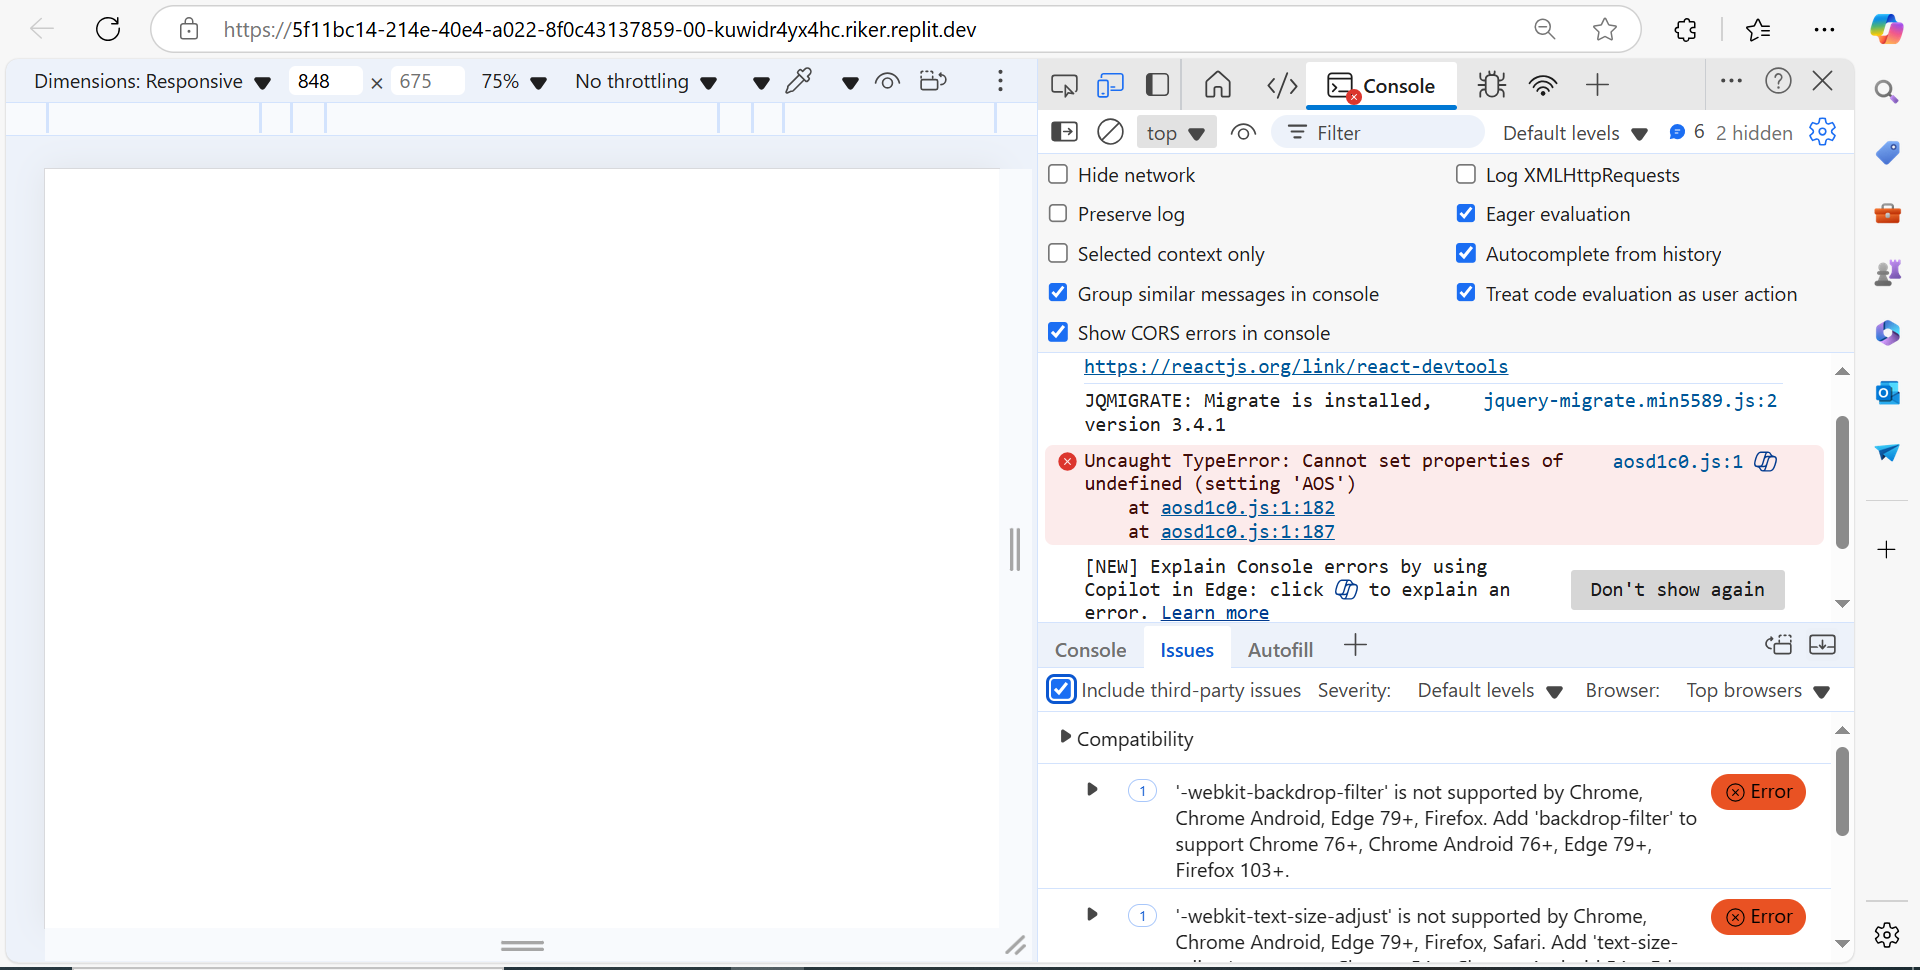 https://5f11bc14-214e-40e4-a022-8f0c43137859-00-kuwidr4yx4hc.riker.replit.dev
Dimensions: Responsive 848 × 675 75% No throttling
Console
top Filter Default levels 6 2 hidden
Hide network Log XMLHttpRequests
Preserve log Eager evaluation
Selected context only Autocomplete from history
Group similar messages in console Treat code evaluation as user action
Show CORS errors in console
https://reactjs.org/link/react-devtools
JQMIGRATE: Migrate is installed, jquery-migrate.min5589.js:2
version 3.4.1
Uncaught TypeError: Cannot set properties of aosd1c0.js:1
undefined (setting 'AOS')
at aosd1c0.js:1:182
at aosd1c0.js:1:187
[NEW] Explain Console errors by using
Copilot in Edge: click to explain an
error. Learn more
Don't show again
Console Issues Autofill
Include third-party issues Severity: Default levels Browser: Top browsers
Compatibility
1 '-webkit-backdrop-filter' is not supported by Chrome, Error
Chrome Android, Edge 79+, Firefox. Add 'backdrop-filter' to
support Chrome 76+, Chrome Android 76+, Edge 79+,
Firefox 103+.
1 '-webkit-text-size-adjust' is not supported by Chrome, Error
Chrome Android, Edge 79+, Firefox, Safari. Add 'text-size-